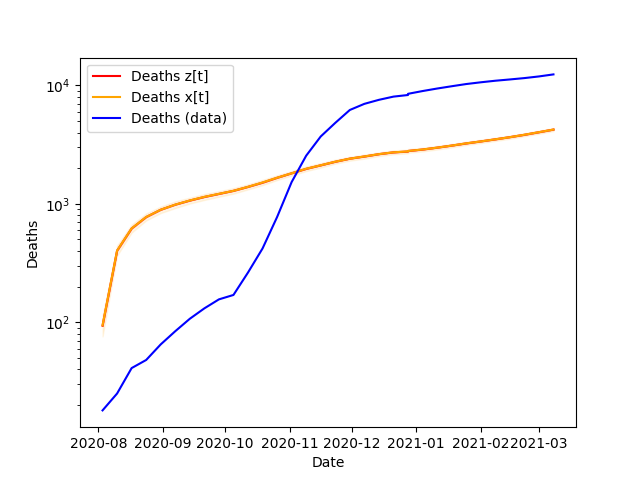 Deaths z[t]
Deaths x[t]
Deaths (data)
10^4
10^3
10^2
Deaths
2020-08 2020-09 2020-10 2020-11 2020-12 2021-01 2021-02 2021-03
Date